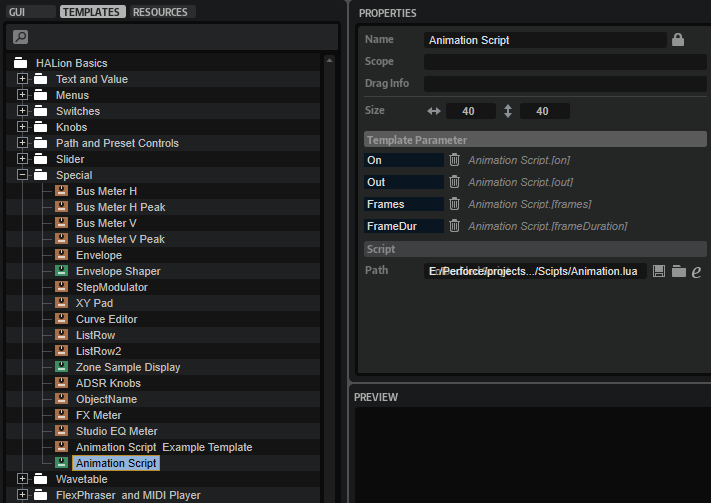 GUI TEMPLATES RESOURCES
HALion Basics
Text and Value
Menus
Switches
Knobs
Path and Preset Controls
Slider
Special
Bus Meter H
Bus Meter H Peak
Bus Meter V
Bus Meter V Peak
Envelope
Envelope Shaper
StepModulator
XY Pad
Curve Editor
ListRow
ListRow2
Zone Sample Display
ADSR Knobs
ObjectName
FX Meter
Studio EQ Meter
Animation Script Example Template
Animation Script
Wavetable
FlexPhraser and MIDI Player
PROPERTIES
Name Animation Script
Scope
Drag Info
Size 40 40
Template Parameter
On Animation Script.[on]
Out Animation Script.[out]
Frames Animation Script.[frames]
FrameDur Animation Script.[frameDuration]
Script
Path E:/Perforce/projects.../Scipts/Animation.lua
PREVIEW